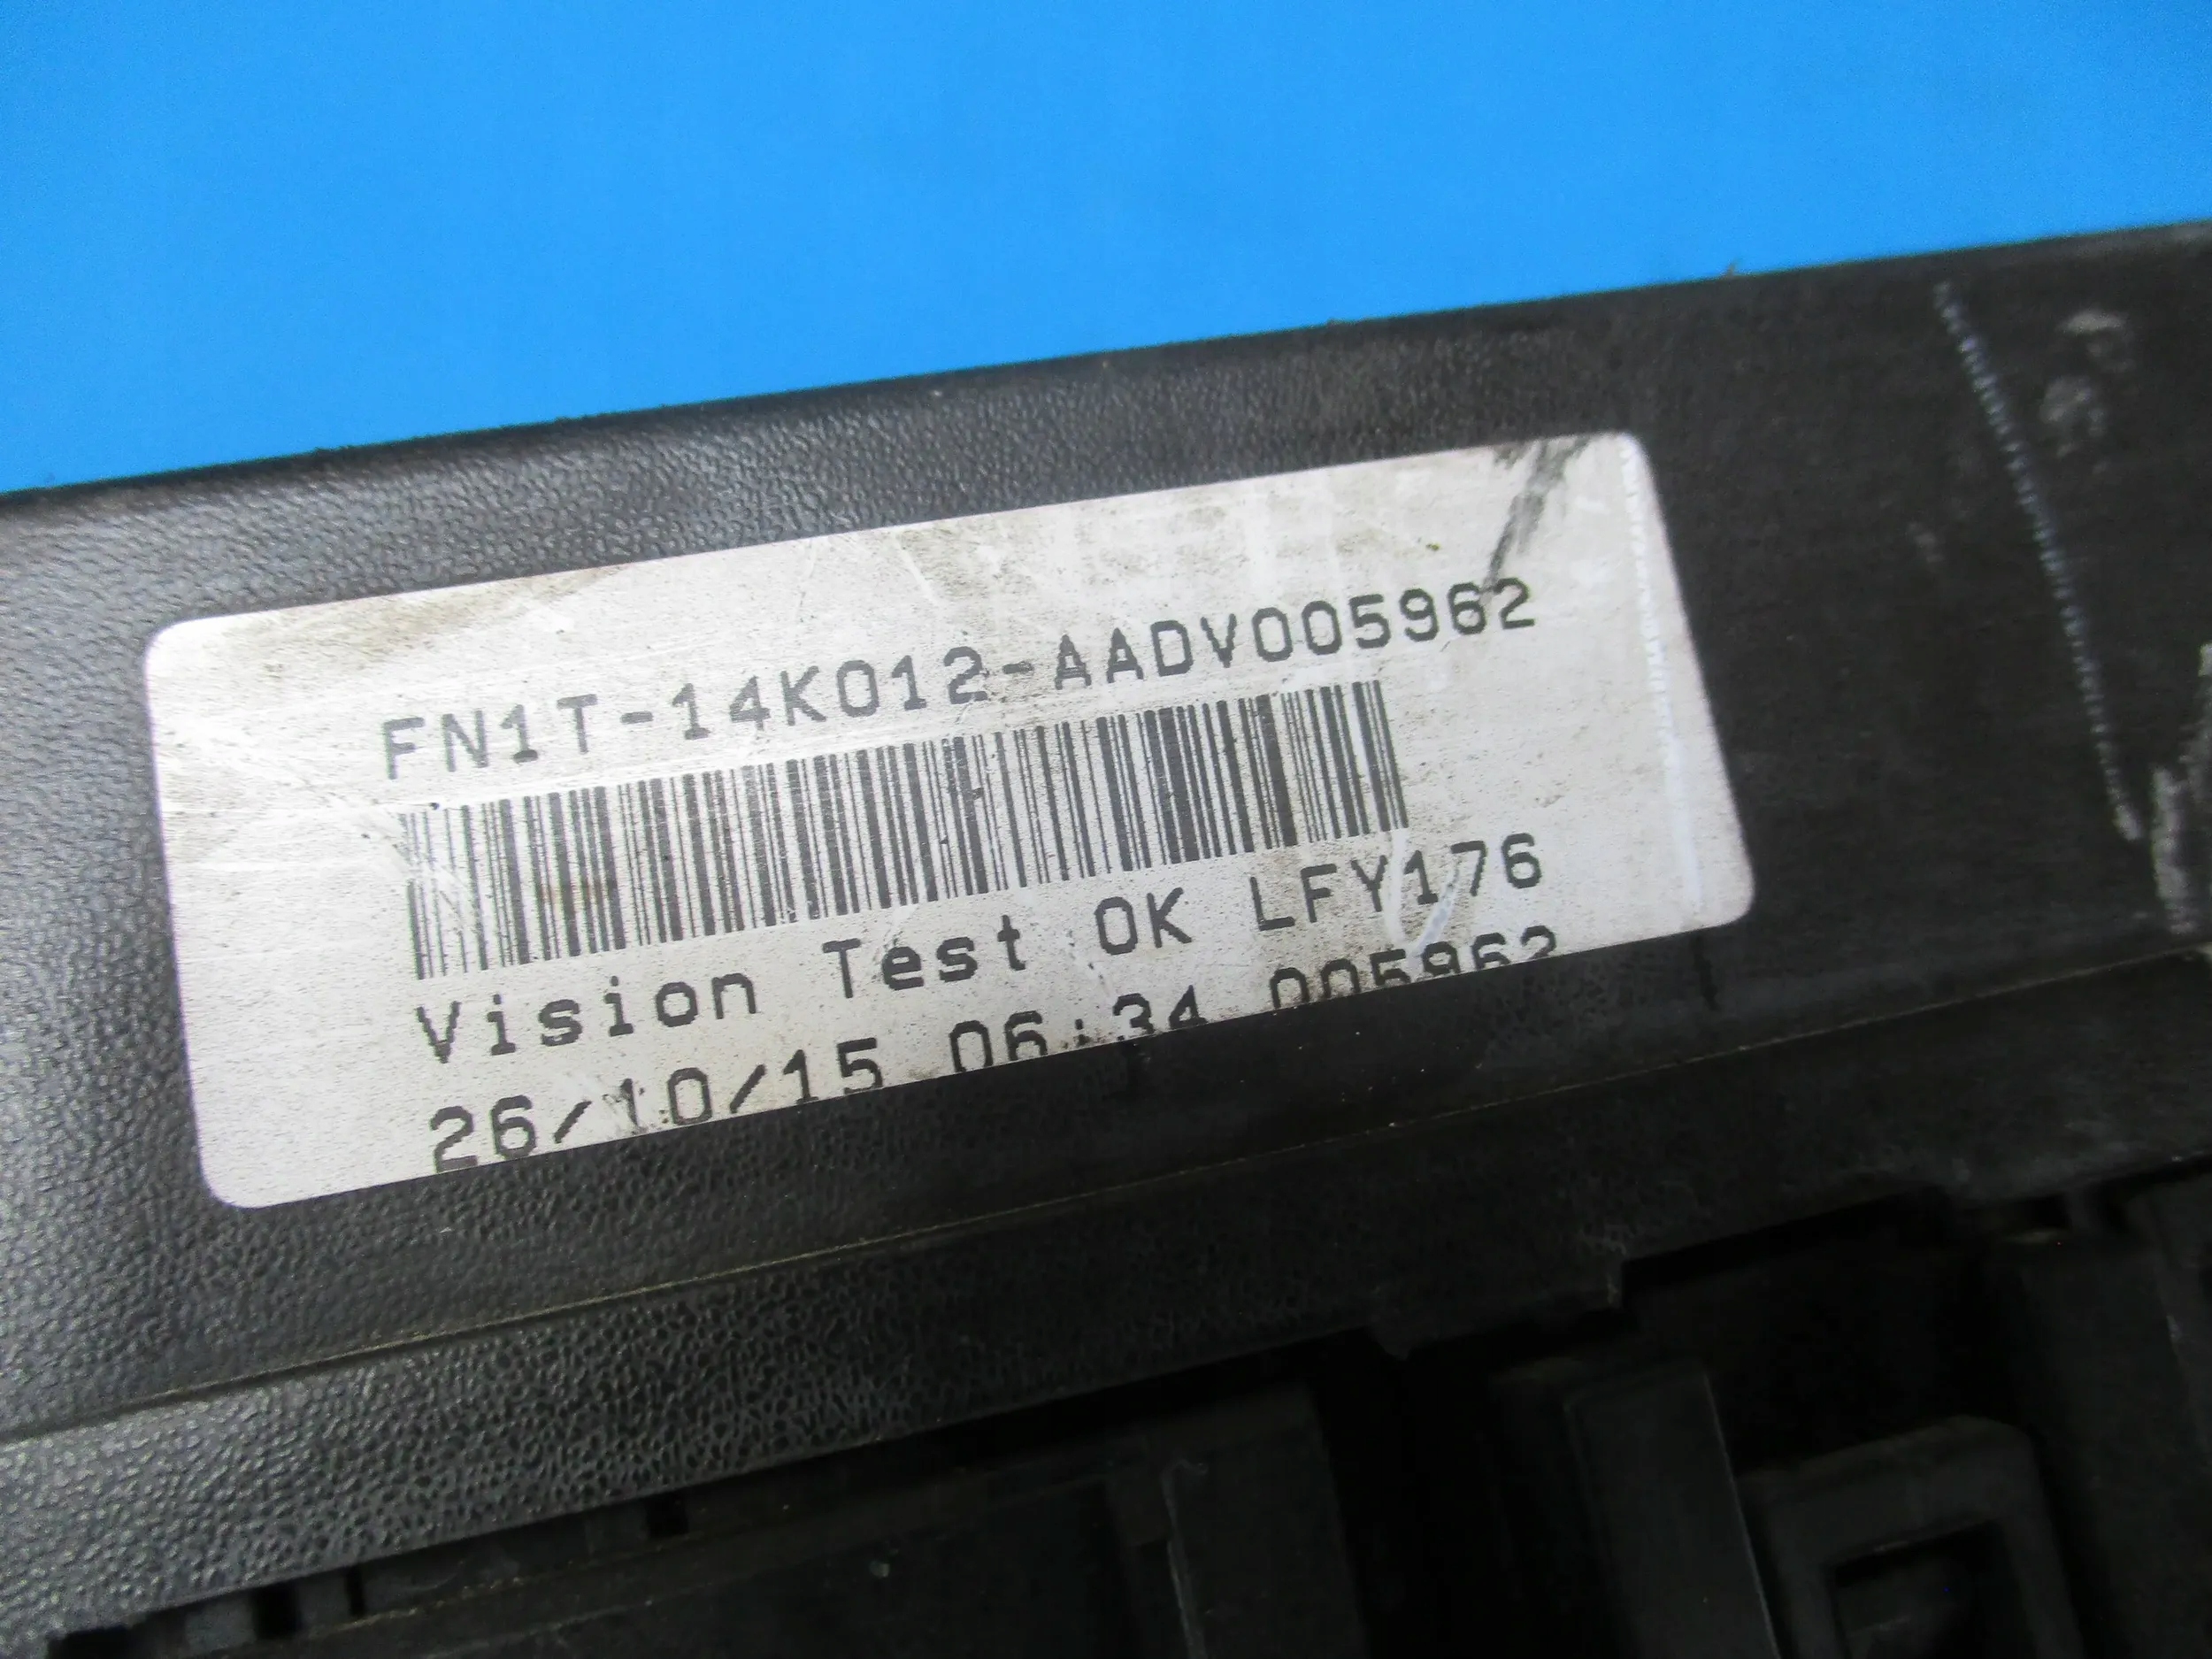 FN1T-14K012-AADV005962
Vision Test OK LFY176
26/10/15 06:34 005962